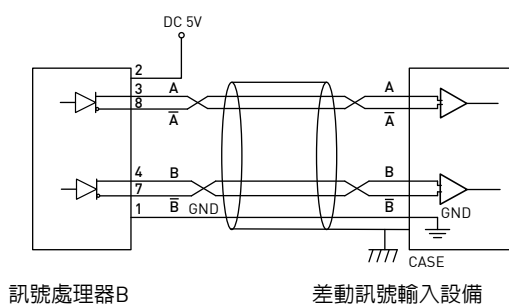 DC 5V
2
3 A A
8 A̅ A̅
4 B B
7
1 B̅ GND B̅ GND
CASE
訊號處理器B 差動訊號輸入設備